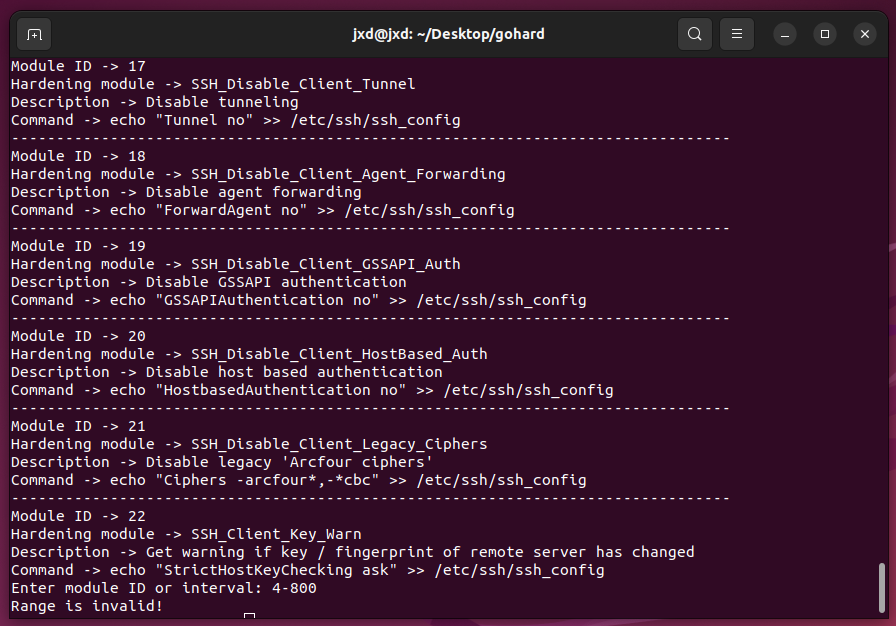 jxd@jxd: ~/Desktop/gohard
Module ID -> 17
Hardening module -> SSH_Disable_Client_Tunnel
Description -> Disable tunneling
Command -> echo "Tunnel no" >> /etc/ssh/ssh_config
--------------------------------------------------------------------------------
Module ID -> 18
Hardening module -> SSH_Disable_Client_Agent_Forwarding
Description -> Disable agent forwarding
Command -> echo "ForwardAgent no" >> /etc/ssh/ssh_config
--------------------------------------------------------------------------------
Module ID -> 19
Hardening module -> SSH_Disable_Client_GSSAPI_Auth
Description -> Disable GSSAPI authentication
Command -> echo "GSSAPIAuthentication no" >> /etc/ssh/ssh_config
--------------------------------------------------------------------------------
Module ID -> 20
Hardening module -> SSH_Disable_Client_HostBased_Auth
Description -> Disable host based authentication
Command -> echo "HostbasedAuthentication no" >> /etc/ssh/ssh_config
--------------------------------------------------------------------------------
Module ID -> 21
Hardening module -> SSH_Disable_Client_Legacy_Ciphers
Description -> Disable legacy 'Arcfour ciphers'
Command -> echo "Ciphers -arcfour*,-*cbc" >> /etc/ssh/ssh_config
--------------------------------------------------------------------------------
Module ID -> 22
Hardening module -> SSH_Client_Key_Warn
Description -> Get warning if key / fingerprint of remote server has changed
Command -> echo "StrictHostKeyChecking ask" >> /etc/ssh/ssh_config
Enter module ID or interval: 4-800
Range is invalid!